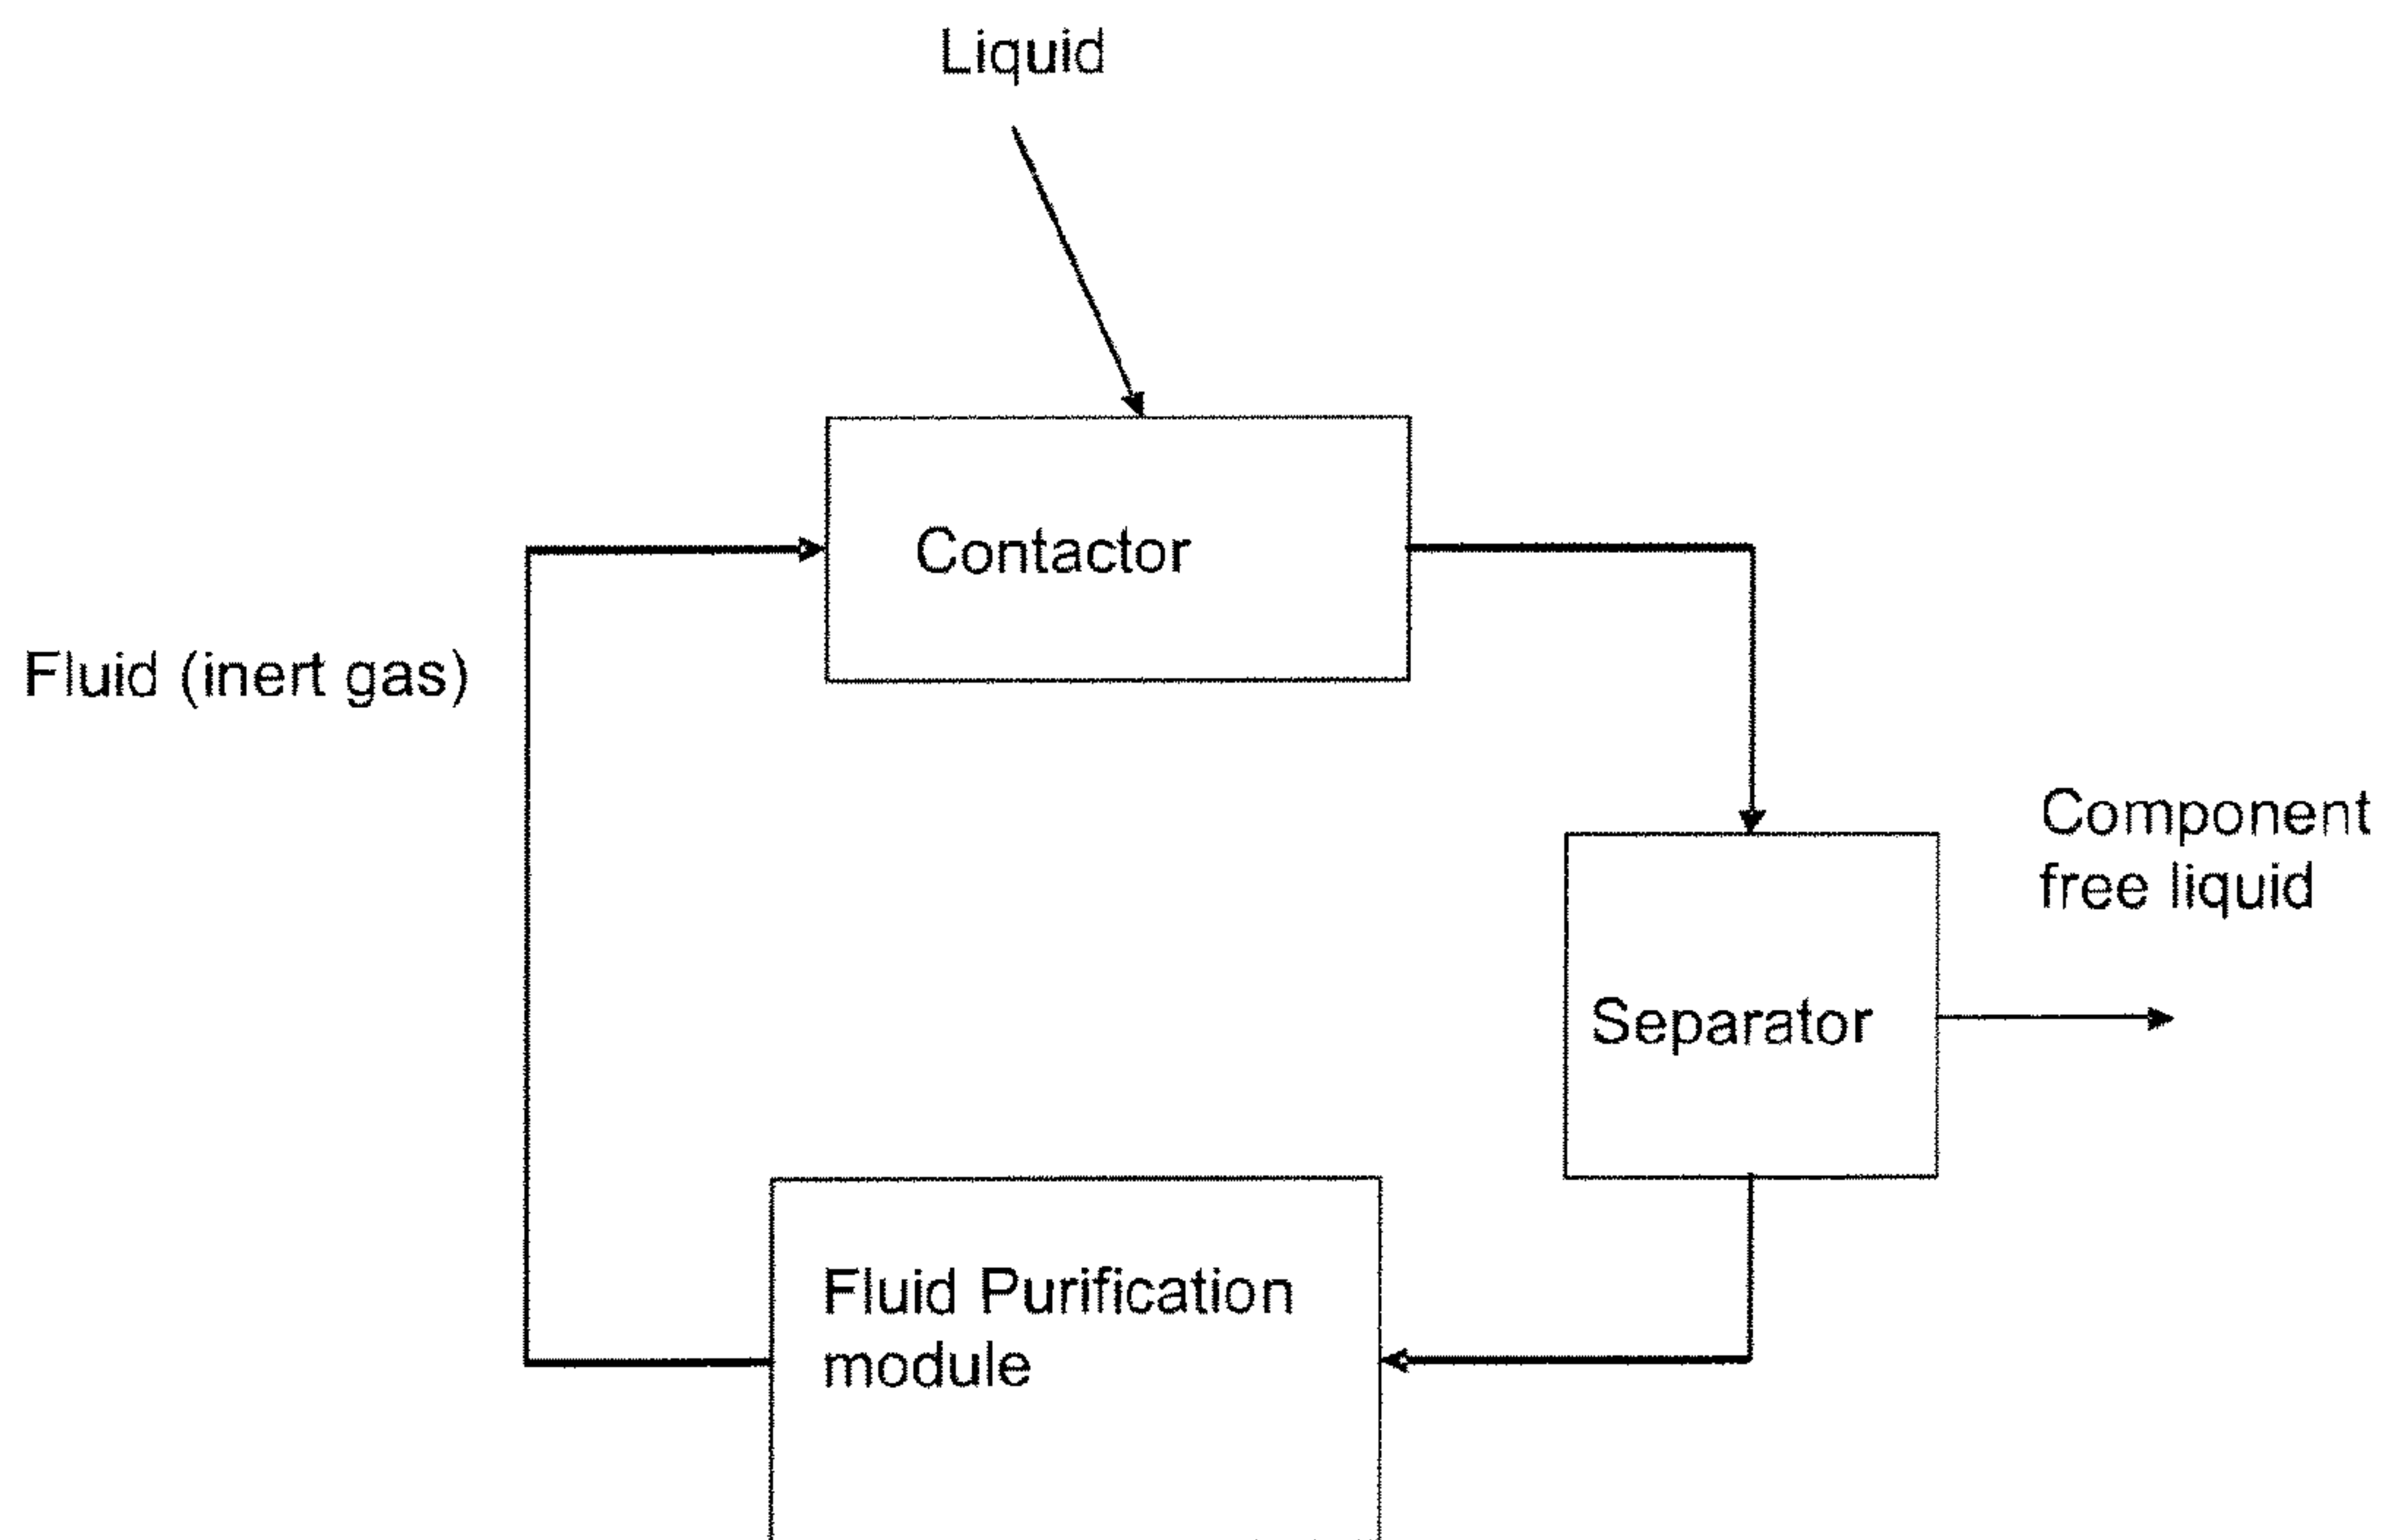 Liquid
Contactor
Fluid (inert gas)
Component
free liquid
Separator
Fluid Purification
module